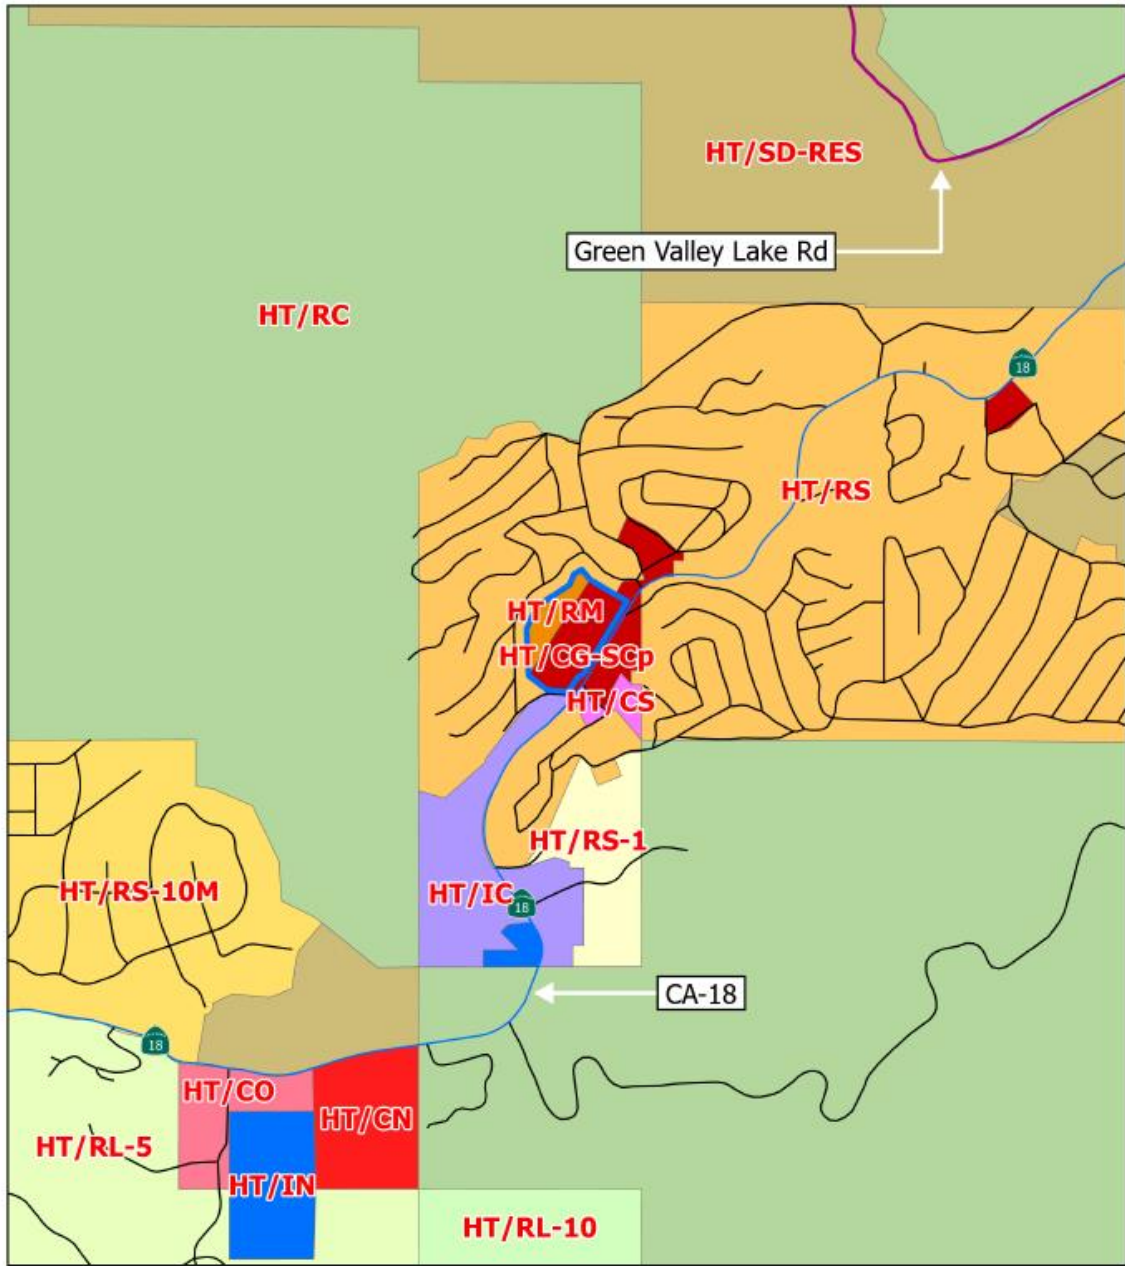 HT/SD-RES
Green Valley Lake Rd
HT/RC
18
HT/RS
HT/RM
HT/CG-SCp
HT/CS
HT/RS-1
HT/RS-10M
HT/IC
18
CA-18
18
HT/CO
HT/CN
HT/RL-5
HT/IN
HT/RL-10